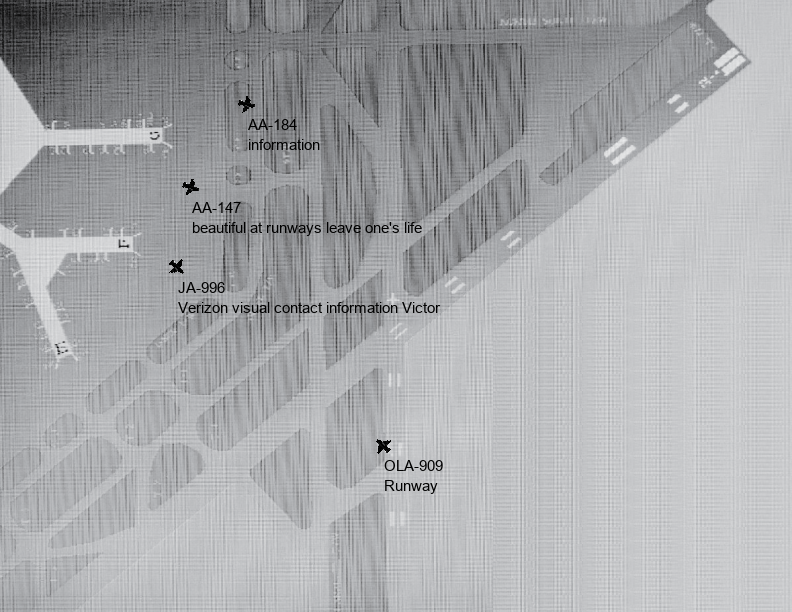 AA-184
information
G
AA-147
beautiful at runways leave one's life
F
JA-996
Verizon visual contact information Victor
OLA-909
Runway